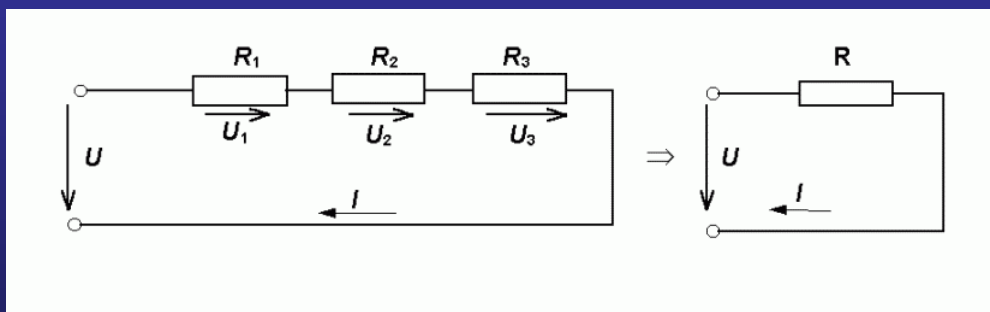 R₁ R₂ R₃ R
U₁ U₂ U₃
U ⇒ U
I I